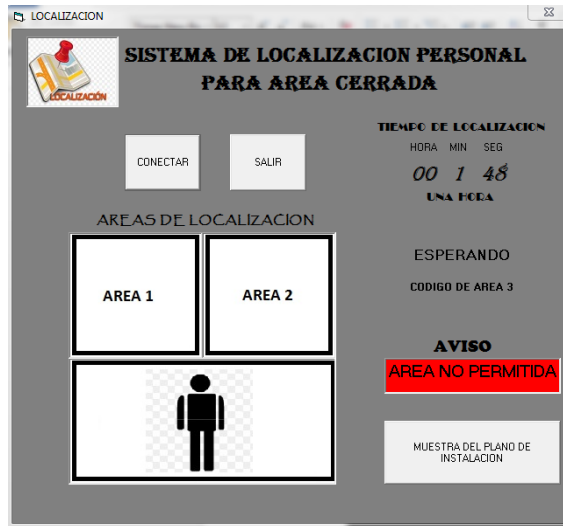 LOCALIZACION
LOCALIZACIÓN
SISTEMA DE LOCALIZACION PERSONAL
PARA AREA CERRADA
TIEMPO DE LOCALIZACION
HORA MIN SEG
00 1 48
UNA HORA
CONECTAR
SALIR
AREAS DE LOCALIZACION
AREA 1
AREA 2
ESPERANDO
CODIGO DE AREA 3
AVISO
AREA NO PERMITIDA
MUESTRA DEL PLANO DE
INSTALACION